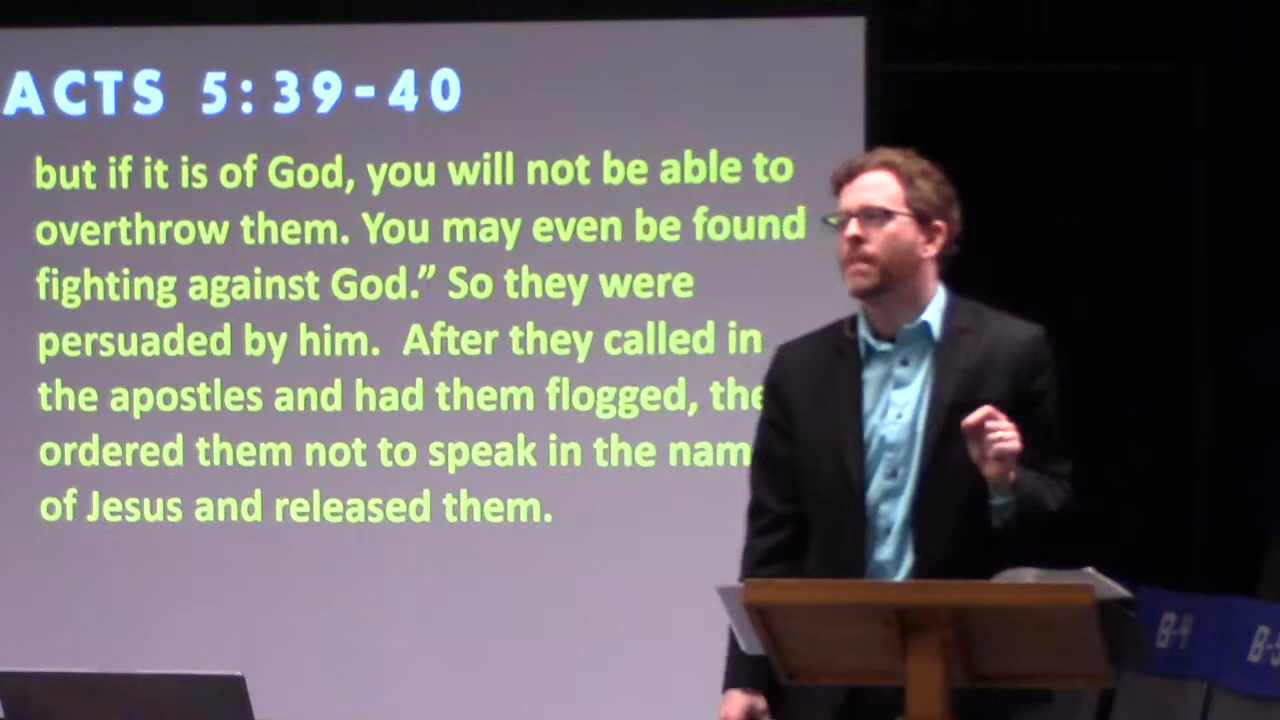 ACTS 5:39-40
but if it is of God, you will not be able to
overthrow them. You may even be found
fighting against God.” So they were
persuaded by him. After they called in
the apostles and had them flogged,
ordered them not to speak in the
of Jesus and released them.
B-4